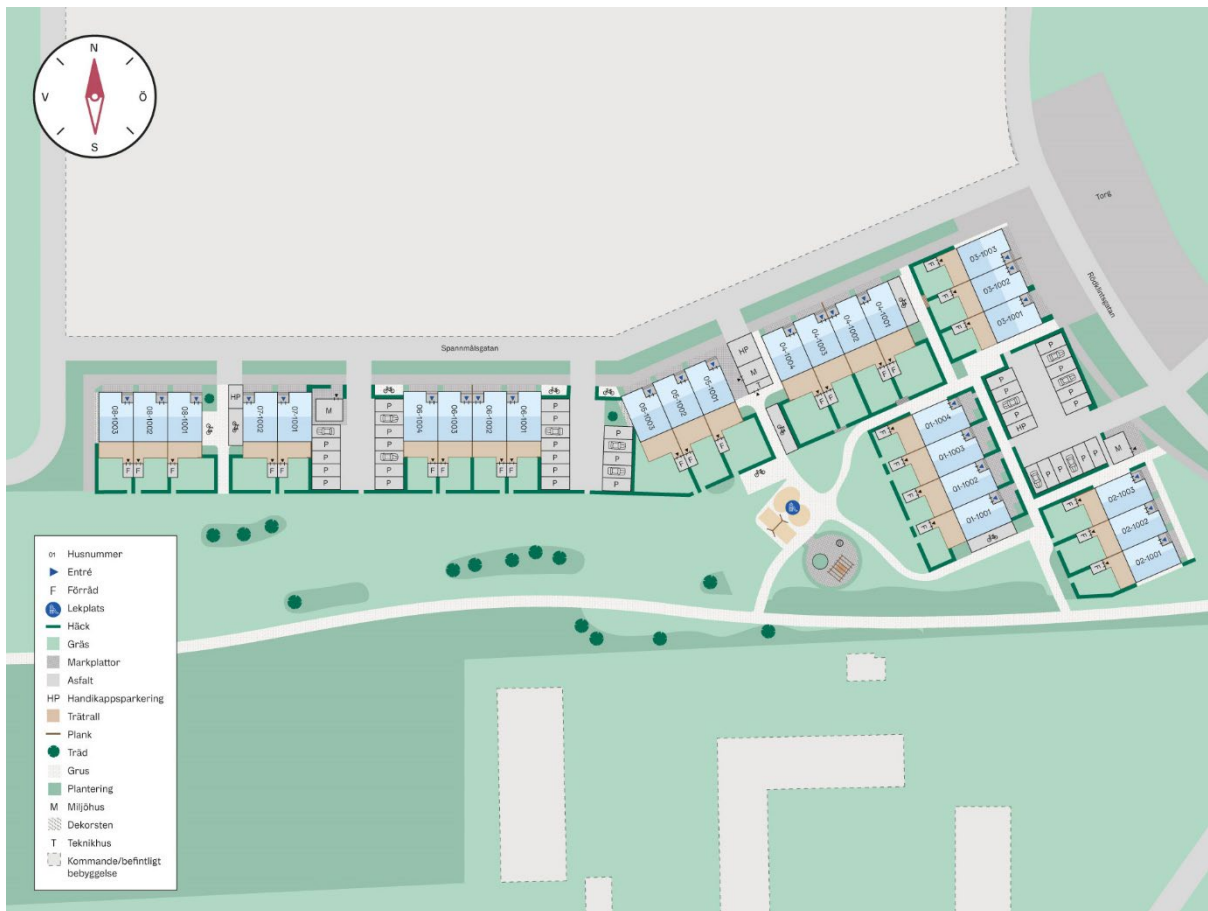 N
V
Ö
S
Torg
Rödklintsgatan
Spannmålsgatan
03-1003
03-1002
03-1001
F
F
F
04-1004
04-1003
04-1002
04-1001
F
F
F
F
HP
M
T
05-1003
05-1002
05-1001
F
F
F
08-1003
08-1002
08-1001
F
F
F
HP
07-1002
07-1001
F
F
M
P
P
P
P
P
P
P
P
P
06-1004
06-1003
06-1002
06-1001
F
F
F
F
P
P
P
P
P
P
P
P
01-1004
01-1003
01-1002
01-1001
F
F
F
F
P
P
P
HP
P
P
P
P
P
P
P
P
M
02-1003
02-1002
02-1001
F
F
F
01 Husnummer
Entré
F Förråd
Lekplats
Häck
Gräs
Markplattor
Asfalt
HP Handikappsparkering
Trätrall
Plank
Träd
Grus
Plantering
M Miljöhus
Dekorsten
T Teknikhus
Kommande/befintligt
bebyggelse